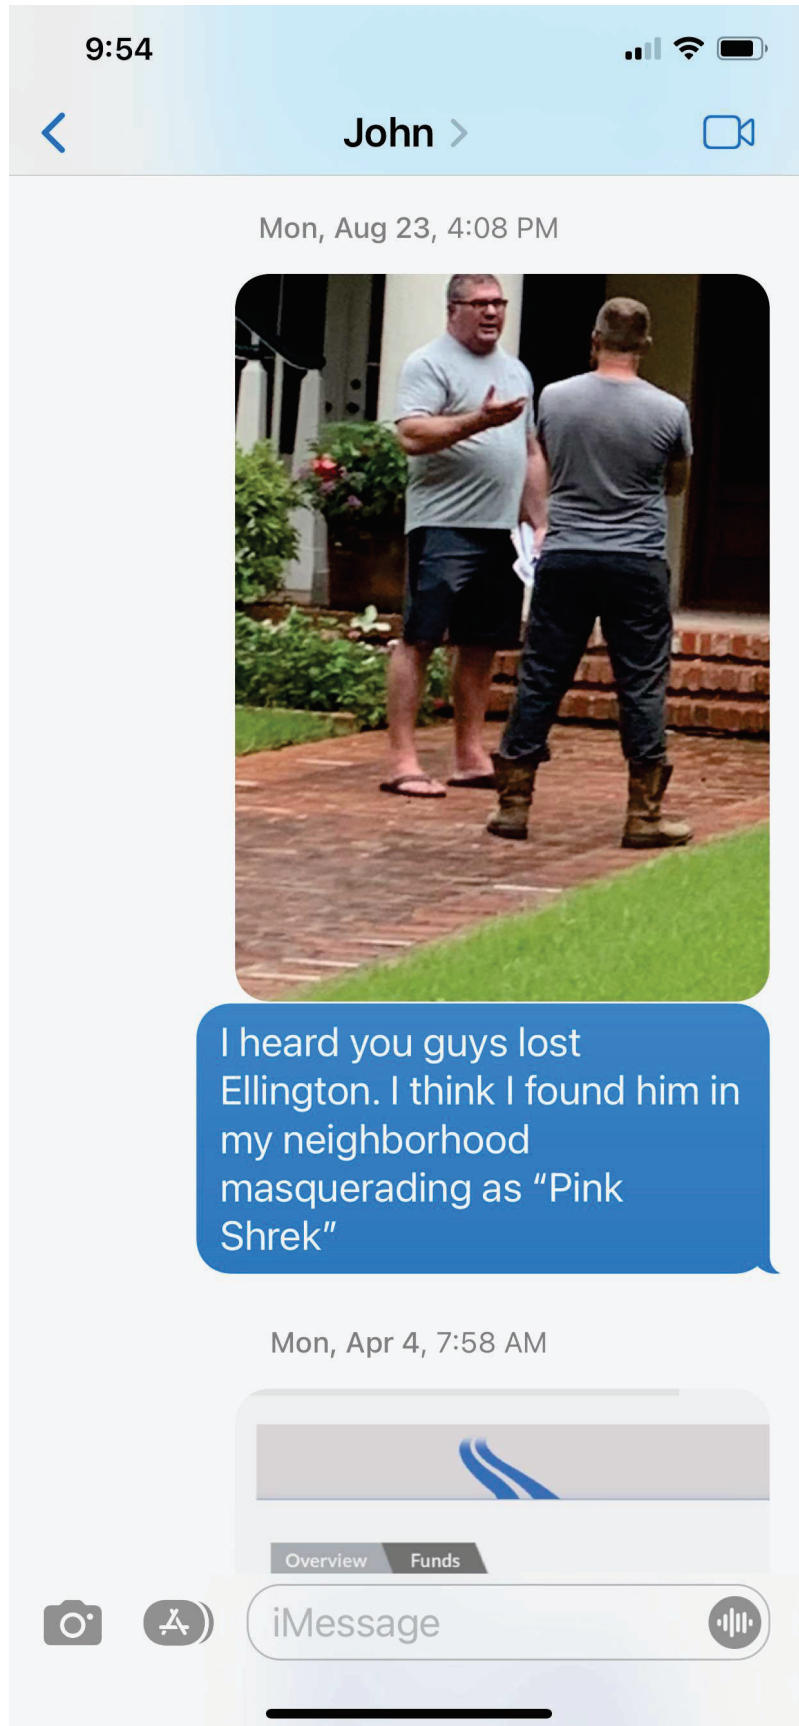 9:54
John
Mon, Aug 23, 4:08 PM
I heard you guys lost
Ellington. I think I found him in
my neighborhood
masquerading as “Pink
Shrek”
Mon, Apr 4, 7:58 AM
Overview Funds
iMessage